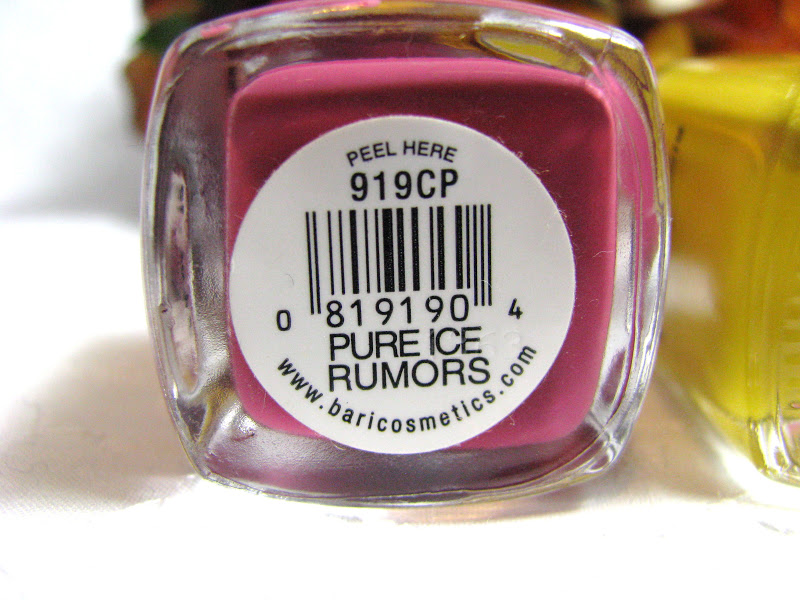 PEEL HERE
919CP
0 819190 4
PURE ICE
RUMORS
www.baricosmetics.com